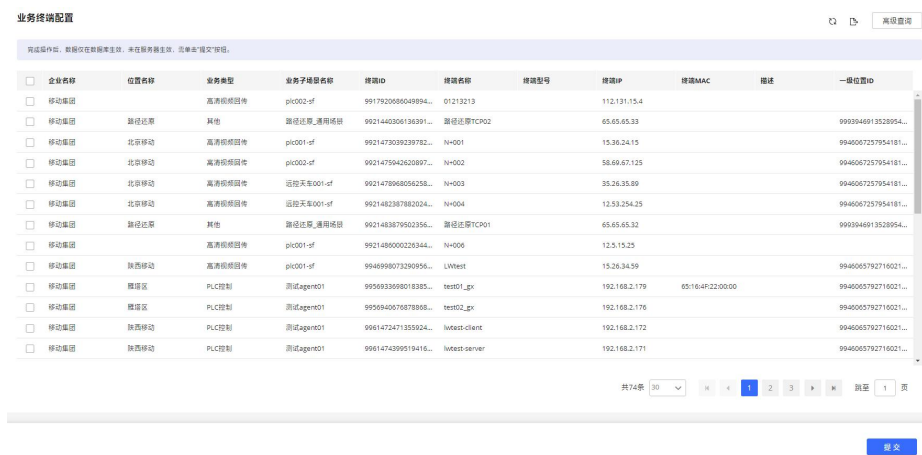 业务终端配置
高级查询
完成操作后，数据仅在数据库生效，未在服务器生效，需单击"提交"按钮。
企业名称 位置名称 业务类型 业务子场景名称 终端ID 终端名称 终端型号 终端IP 终端MAC 描述 一级位置ID
移动集团 高清视频回传 plc002-sf 9917920686049894... 01213213 112.131.15.4
移动集团 路径还原 其他 路径还原_通用场景 9921440306136391... 路径还原TCP02 65.65.65.33 9993946913528954...
移动集团 北京移动 高清视频回传 plc001-sf 9921473039239782... N+001 15.36.24.15 9946067257954181...
移动集团 北京移动 高清视频回传 plc002-sf 9921475942620897... N+002 58.69.67.125 9946067257954181...
移动集团 北京移动 高清视频回传 远控天车001-sf 9921478968056258... N+003 35.26.35.89 9946067257954181...
移动集团 北京移动 高清视频回传 远控天车001-sf 9921482387882024... N+004 12.53.254.25 9946067257954181...
移动集团 路径还原 其他 路径还原_通用场景 9921483879502356... 路径还原TCP01 65.65.65.32 9993946913528954...
移动集团 高清视频回传 plc001-sf 9921486000226344... N+006 12.5.15.25
移动集团 陕西移动 高清视频回传 plc001-sf 9946998073290956... LWtest 15.26.34.59 9946065792716021...
移动集团 雁塔区 PLC控制 测试agent01 9956933698018385... test01_gx 192.168.2.179 65:16:4F:22:00:00 9946065792716021...
移动集团 雁塔区 PLC控制 测试agent01 9956940676878868... test02_gx 192.168.2.176 9946065792716021...
移动集团 陕西移动 PLC控制 测试agent01 9961472471355924... lwtest-client 192.168.2.172 9946065792716021...
移动集团 陕西移动 PLC控制 测试agent01 9961474399519416... lwtest-server 192.168.2.171 9946065792716021...
共74条 30 1 2 3 跳至 1 页
提交